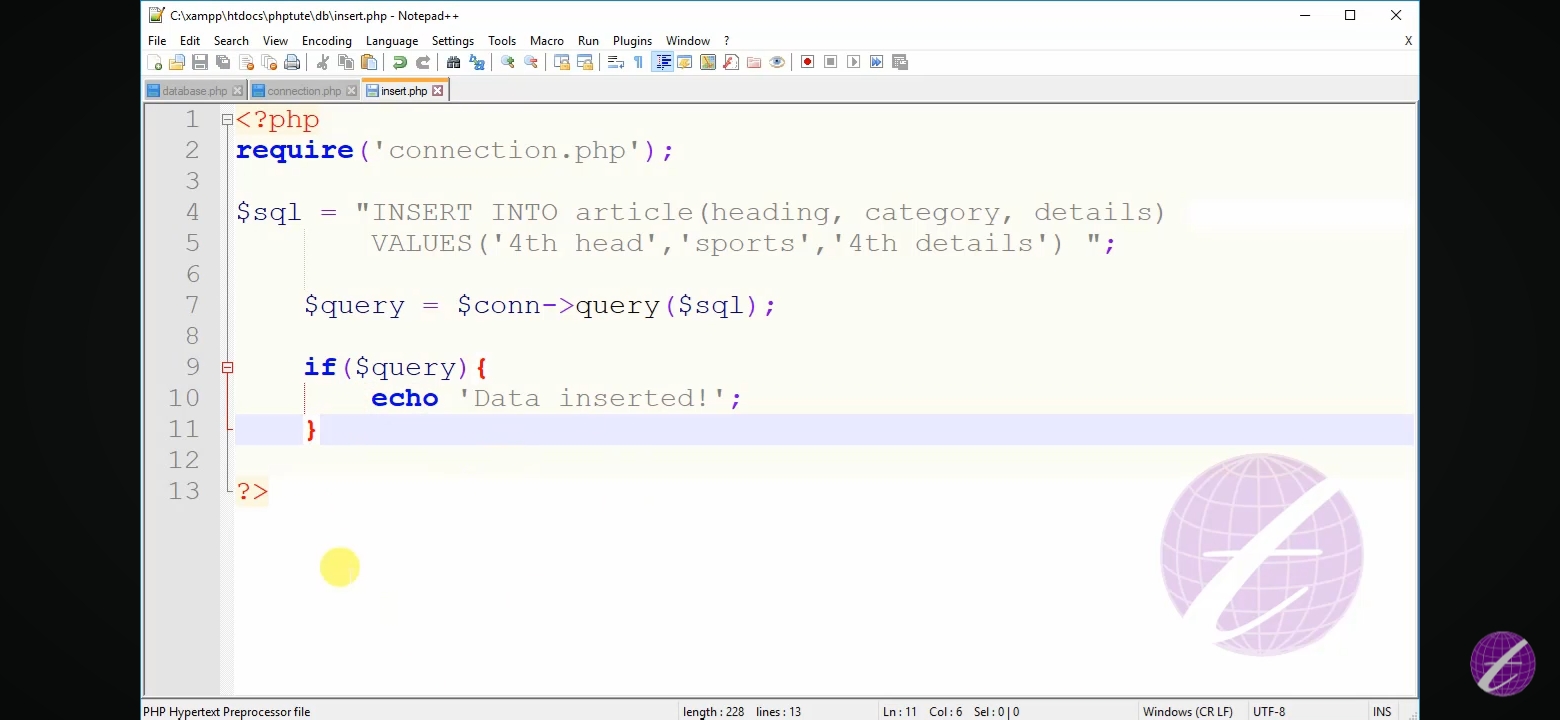 C:\xampp\htdocs\phptute\db\insert.php - Notepad++
File Edit Search View Encoding Language Settings Tools Macro Run Plugins Window ? X
database.php connection.php insert.php
1 <?php
2 require('connection.php');
3
4 $sql = "INSERT INTO article(heading, category, details)
5 VALUES('4th head','sports','4th details') ";
6
7 $query = $conn->query($sql);
8
9 if($query){
10 echo 'Data inserted!';
11 }
12
13 ?>
PHP Hypertext Preprocessor file length : 228 lines : 13 Ln : 11 Col : 6 Sel : 0 | 0 Windows (CR LF) UTF-8 INS